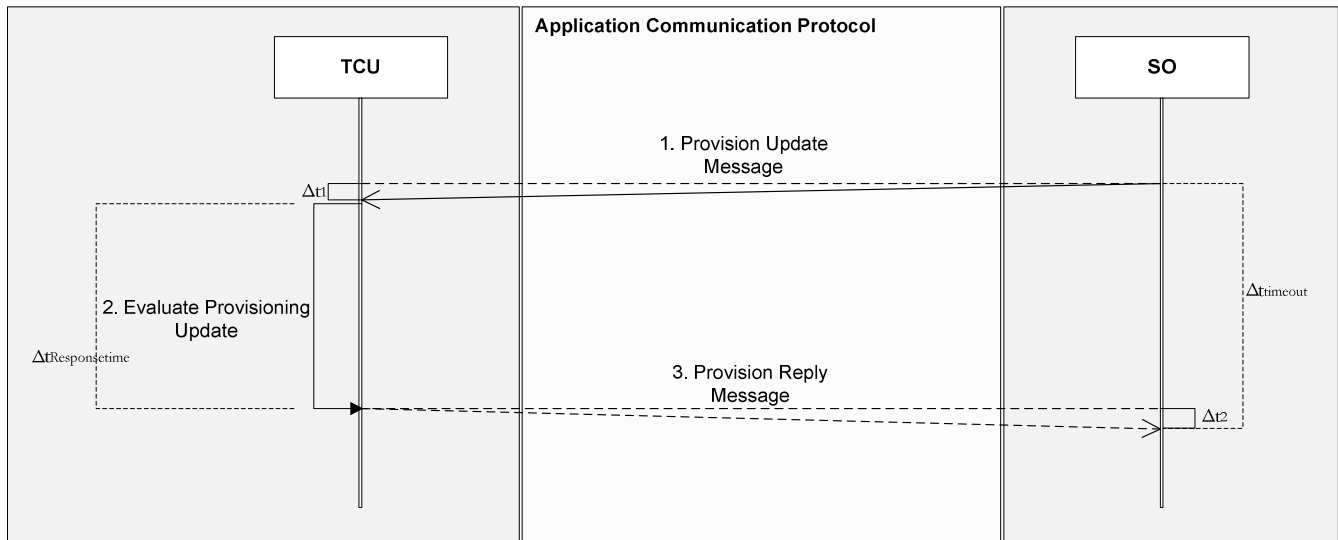 Application Communication Protocol
TCU
SO
1. Provision Update
Message
Δt1
2. Evaluate Provisioning
Update
Δttimeout
ΔtResponsetime
3. Provision Reply
Message
Δt2